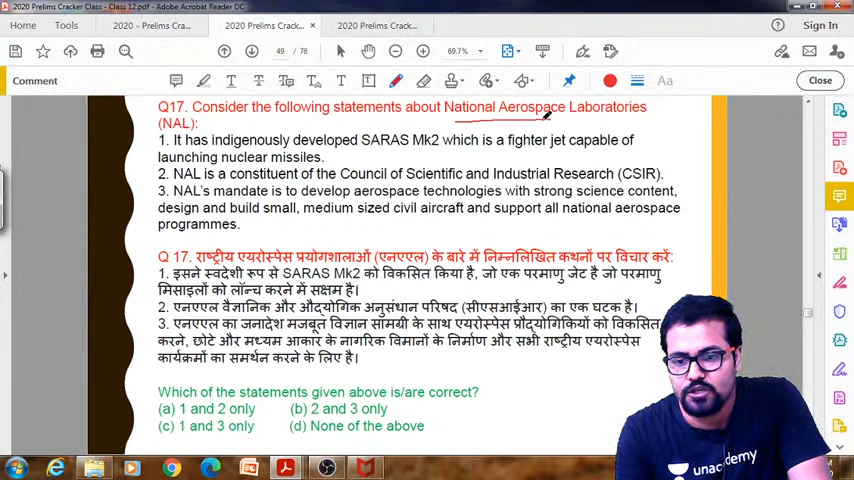 2020 Prelims Cracker Class - Class 12.pdf - Adobe Acrobat Reader DC
Home Tools 2020 - Prelims Crac... 2020 Prelims Crack... × 2020 Prelims Crack...
49 / 78 69.7%
Comment Close
Q17. Consider the following statements about National Aerospace Laboratories
(NAL):
1. It has indigenously developed SARAS Mk2 which is a fighter jet capable of
launching nuclear missiles.
2. NAL is a constituent of the Council of Scientific and Industrial Research (CSIR).
3. NAL's mandate is to develop aerospace technologies with strong science content,
design and build small, medium sized civil aircraft and support all national aerospace
programmes.
Q 17. राष्ट्रीय एयरोस्पेस प्रयोगशालाओं (एनएएल) के बारे में निम्नलिखित कथनों पर विचार करें:
1. इसने स्वदेशी रूप से SARAS Mk2 को विकसित किया है, जो एक परमाणु जेट है जो परमाणु
मिसाइलों को लॉन्च करने में सक्षम है।
2. एनएएल वैज्ञानिक और औद्योगिक अनुसंधान परिषद (सीएसआईआर) का एक घटक है।
3. एनएएल का जनादेश मजबूत विज्ञान सामग्री के साथ एयरोस्पेस प्रौद्योगिकियों को विकसित
करने, छोटे और मध्यम आकार के नागरिक विमानों के निर्माण और सभी राष्ट्रीय एयरोस्पेस
कार्यक्रमों का समर्थन करने के लिए है।
Which of the statements given above is/are correct?
(a) 1 and 2 only (b) 2 and 3 only
(c) 1 and 3 only (d) None of the above
unacademy